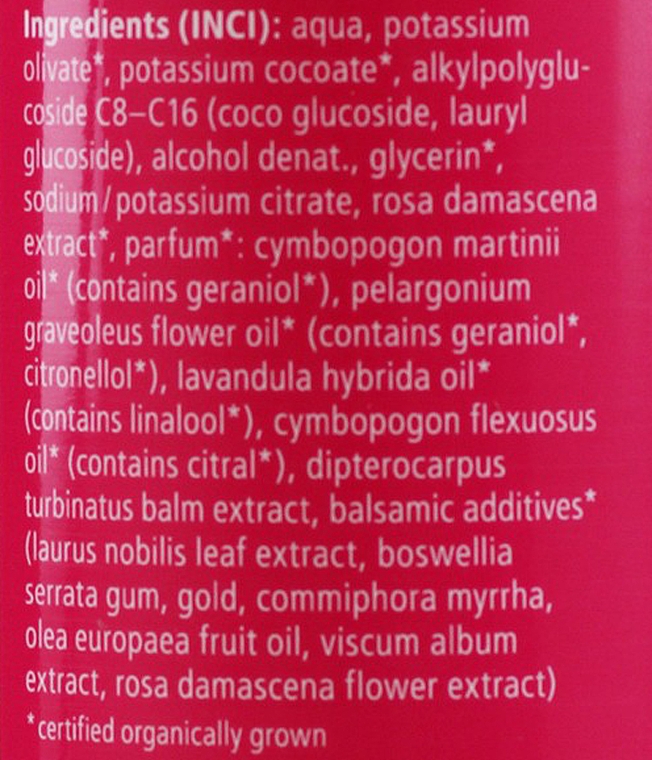 Ingredients (INCI): aqua, potassium
olivate*, potassium cocoate*, alkylpolyglu-
coside C8–C16 (coco glucoside, lauryl
glucoside), alcohol denat., glycerin*,
sodium/potassium citrate, rosa damascena
extract*, parfum*: cymbopogon martinii
oil* (contains geraniol*), pelargonium
graveoleus flower oil* (contains geraniol*,
citronellol*), lavandula hybrida oil*
(contains linalool*), cymbopogon flexuosus
oil* (contains citral*), dipterocarpus
turbinatus balm extract, balsamic additives*
(laurus nobilis leaf extract, boswellia
serrata gum, gold, commiphora myrrha,
olea europaea fruit oil, viscum album
extract, rosa damascena flower extract)
*certified organically grown